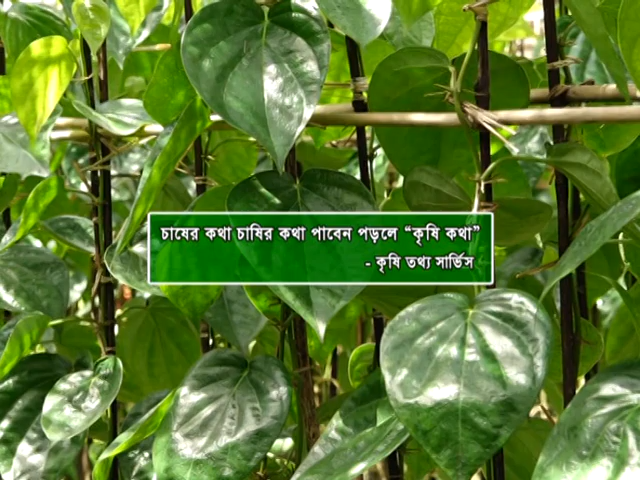 চাষের কথা চাষির কথা পাবেন পড়লে “কৃষি কথা”
- কৃষি তথ্য সার্ভিস